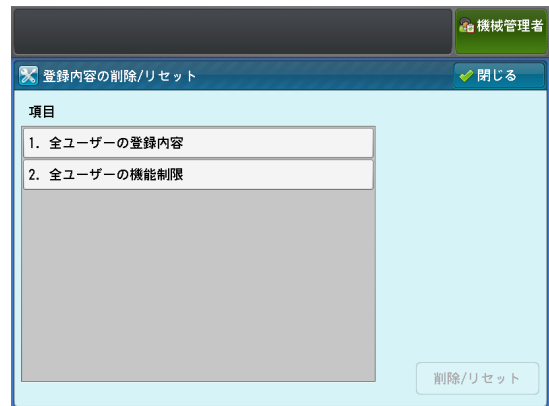 機械管理者
登録内容の削除/リセット
閉じる
項目
1. 全ユーザーの登録内容
2. 全ユーザーの機能制限
削除/リセット